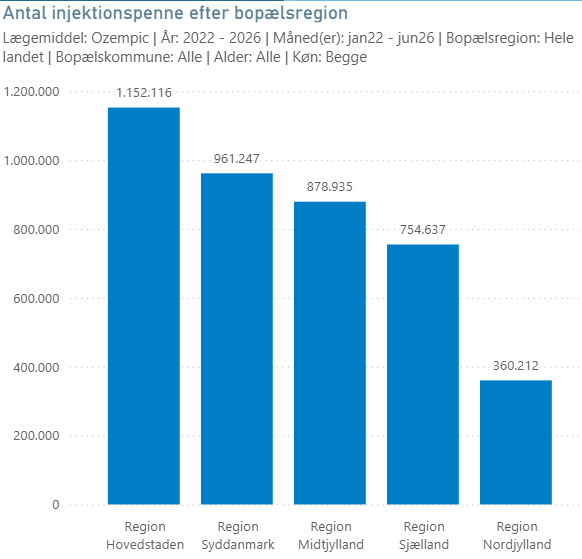 Antal injektionspenne efter bopælsregion
Lægemiddel: Ozempic | År: 2022 - 2026 | Måned(er): jan22 - jun26 | Bopælsregion: Hele
landet | Bopælskommune: Alle | Alder: Alle | Køn: Begge
1.200.000
1.152.116
1.000.000
961.247
878.935
800.000
754.637
600.000
400.000
360.212
200.000
0
Region Hovedstaden
Region Syddanmark
Region Midtjylland
Region Sjælland
Region Nordjylland